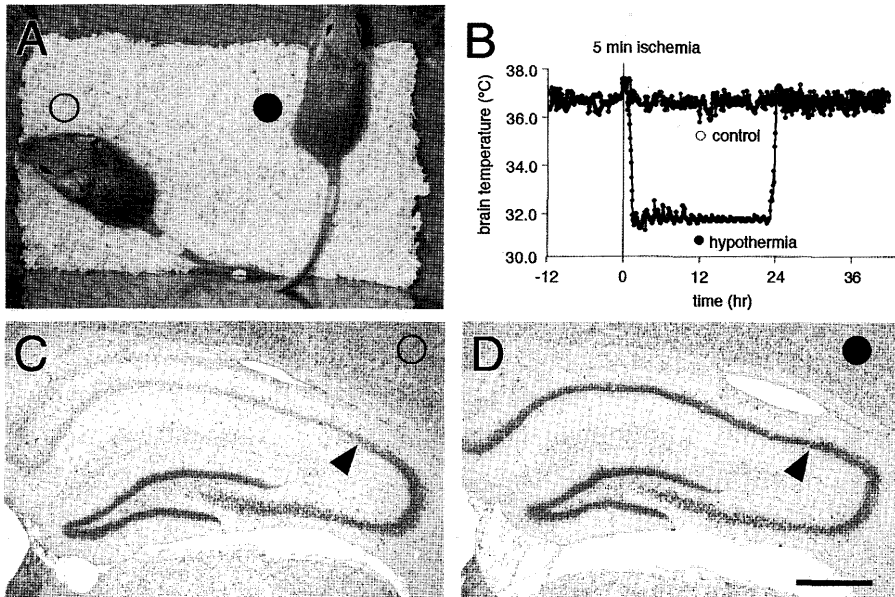 A
B
5 min ischemia
brain temperature (°C)
38.0
36.0
34.0
32.0
30.0
○ control
● hypothermia
-12
0
12
24
36
time (hr)
C
D